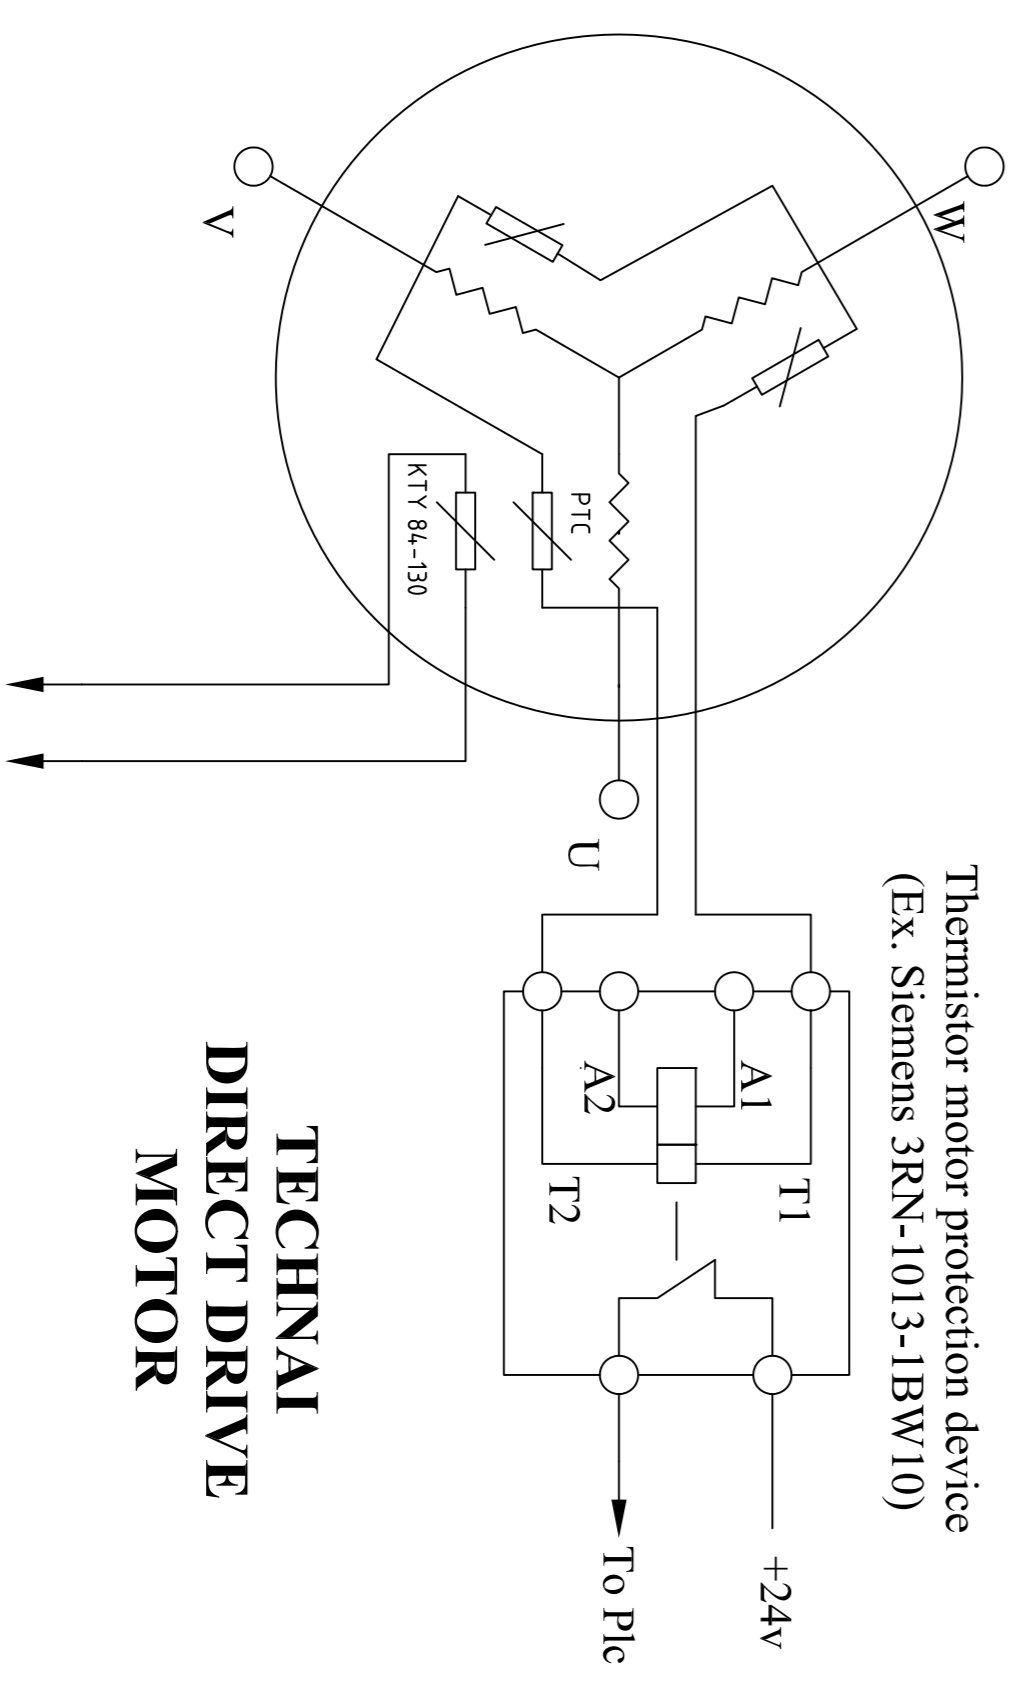 Thermistor motor protection device
(Ex. Siemens 3RN-1013-1BW10)
W
V
U
PTC
KTY 84-130
T1
A1
A2
T2
+24v
To Plc
TECHNAI
DIRECT DRIVE
MOTOR